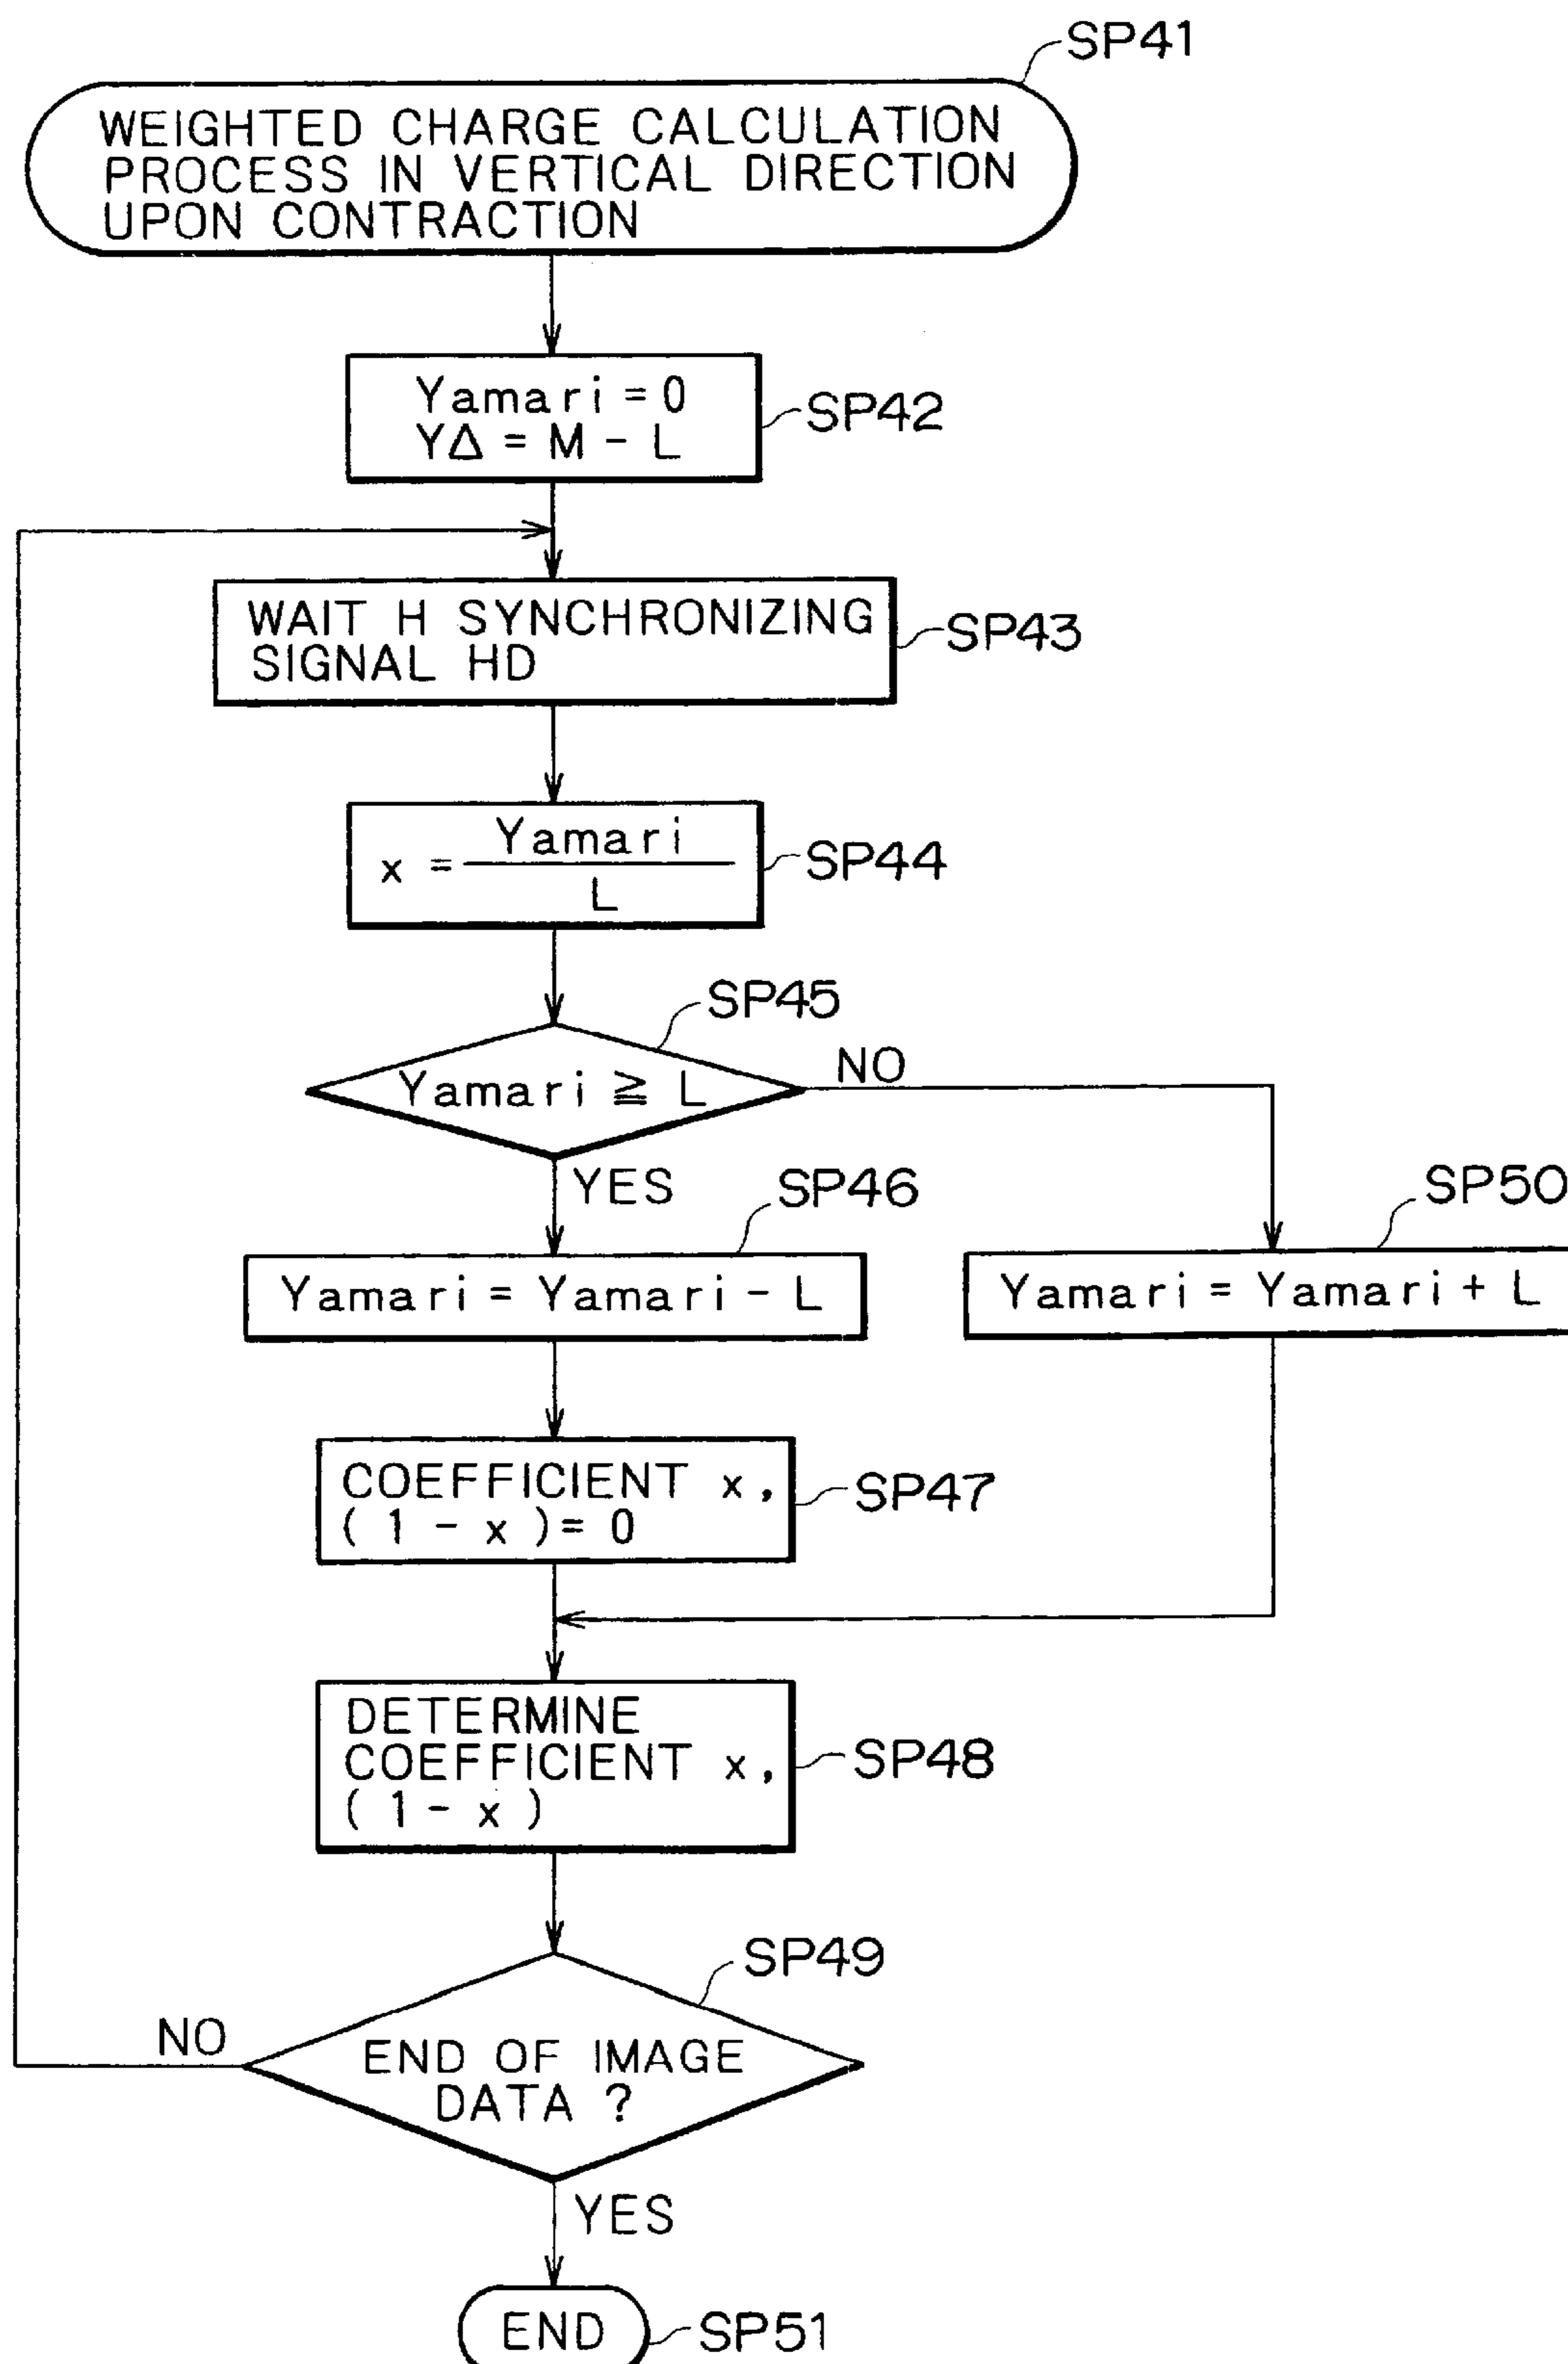 SP41
WEIGHTED CHARGE CALCULATION
PROCESS IN VERTICAL DIRECTION
UPON CONTRACTION
Yamari = 0
YΔ = M - L
SP42
WAIT H SYNCHRONIZING
SIGNAL HD
SP43
x = Yamari / L
SP44
SP45
Yamari ≧ L
NO
YES
SP46
SP50
Yamari = Yamari - L
Yamari = Yamari + L
COEFFICIENT x,
( 1 - x ) = 0
SP47
DETERMINE
COEFFICIENT x,
( 1 - x )
SP48
SP49
NO
END OF IMAGE
DATA ?
YES
END
SP51